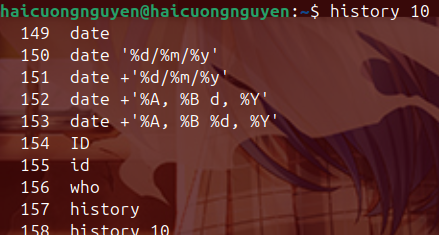 haicuongnguyen@haicuongnguyen:~$ history 10
149 date
150 date '%d/%m/%y'
151 date +'%d/%m/%y'
152 date +'%A, %B d, %Y'
153 date +'%A, %B %d, %Y'
154 ID
155 id
156 who
157 history
158 history 10